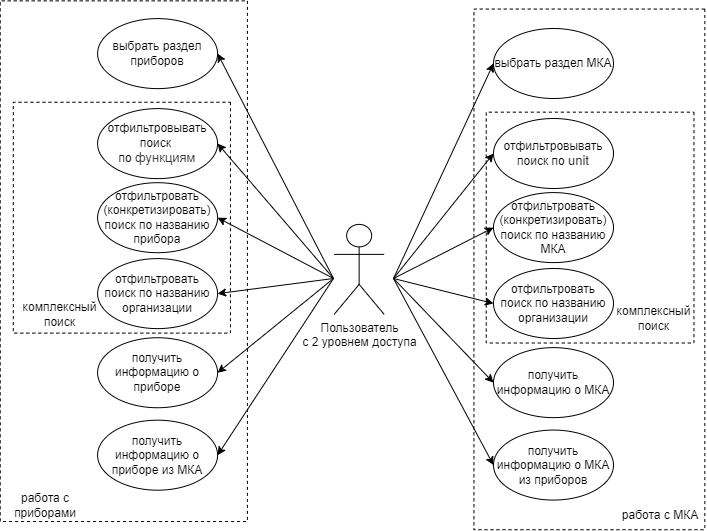 выбрать раздел
приборов
отфильтровывать
поиск
по функциям
отфильтровать
(конкретизировать)
поиск по названию
прибора
отфильтровать
поиск по названию
организации
комплексный
поиск
получить
информацию о
приборе
получить
информацию о
приборе из МКА
работа с
приборами
Пользователь
с 2 уровнем доступа
выбрать раздел МКА
отфильтровывать
поиск по unit
отфильтровать
(конкретизировать)
поиск по названию
МКА
отфильтровать
поиск по названию
организации
комплексный
поиск
получить
информацию о МКА
получить
информацию о МКА
из приборов
работа с МКА